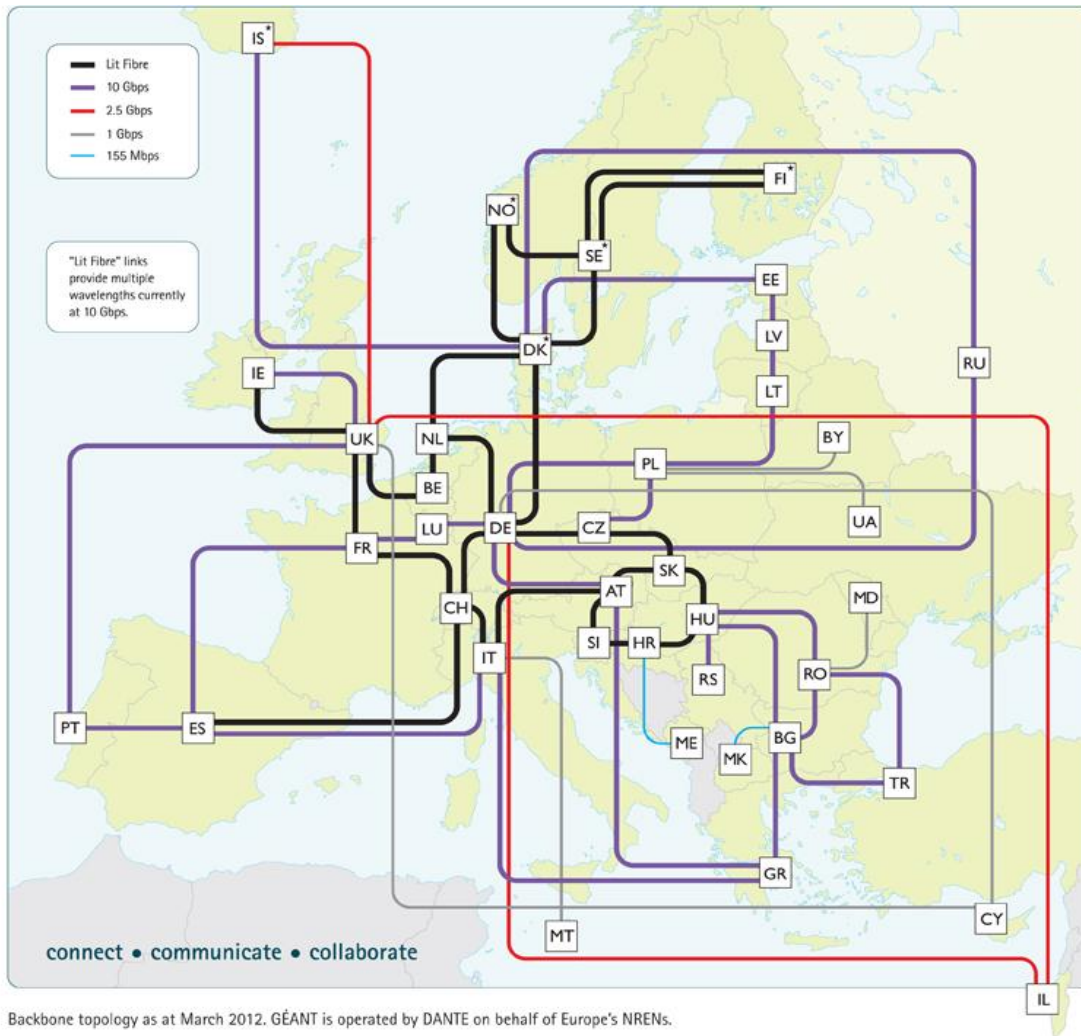 IS*
Lit Fibre
10 Gbps
2.5 Gbps
1 Gbps
155 Mbps
FI*
NO*
"Lit Fibre" links
provide multiple
wavelengths currently
at 10 Gbps.
SE*
EE
LV
DK*
RU
IE
LT
UK
NL
BY
PL
BE
UA
LU
DE
CZ
FR
SK
AT
MD
CH
HU
SI
HR
IT
RS
RO
PT
ES
ME
MK
BG
TR
GR
CY
MT
connect • communicate • collaborate
IL
Backbone topology as at March 2012. GÉANT is operated by DANTE on behalf of Europe's NRENs.